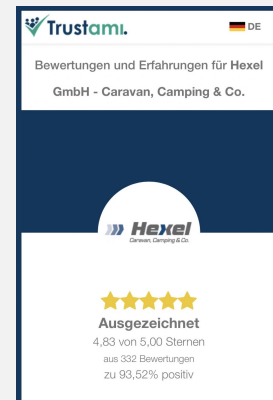 Trustami.
DE
Bewertungen und Erfahrungen für Hexel
GmbH - Caravan, Camping & Co.
Hexel
Caravan, Camping & Co.
Ausgezeichnet
4,83 von 5,00 Sternen
aus 332 Bewertungen
zu 93,52% positiv